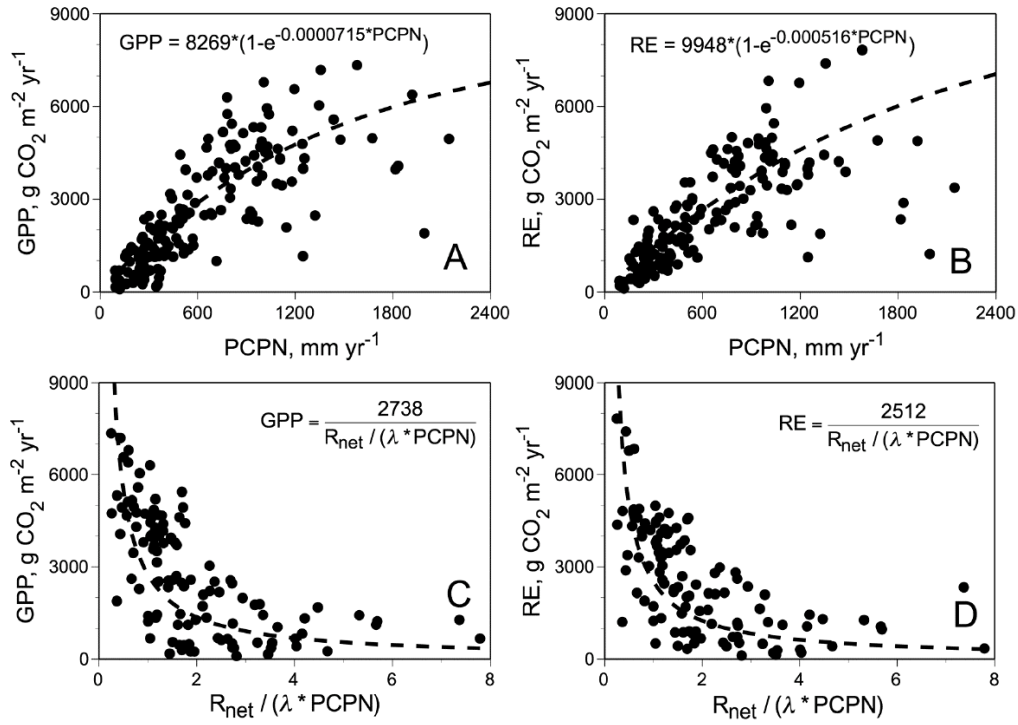 GPP = 8269*(1-e^-0.0000715*PCPN)
9000
6000
3000
0
GPP, g CO2 m-2 yr-1
A
0 600 1200 1800 2400
PCPN, mm yr-1
RE = 9948*(1-e^-0.000516*PCPN)
9000
6000
3000
0
RE, g CO2 m-2 yr-1
B
0 600 1200 1800 2400
PCPN, mm yr-1
GPP = 2738
Rnet / (λ * PCPN)
9000
6000
3000
0
GPP, g CO2 m-2 yr-1
C
0 2 4 6 8
Rnet / (λ * PCPN)
RE = 2512
Rnet / (λ * PCPN)
9000
6000
3000
0
RE, g CO2 m-2 yr-1
D
0 2 4 6 8
Rnet / (λ * PCPN)